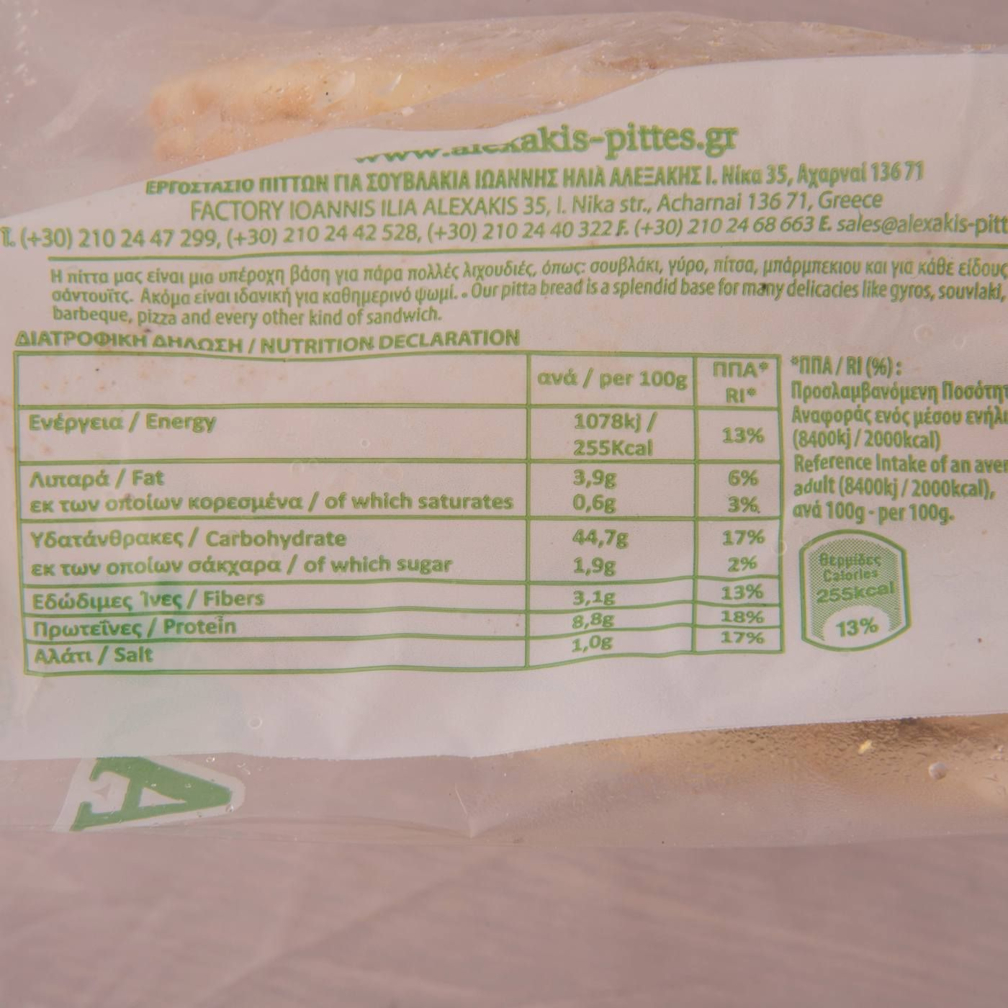 www.alexakis-pittes.gr
ΕΡΓΟΣΤΑΣΙΟ ΠΙΤΤΩΝ ΓΙΑ ΣΟΥΒΛΑΚΙΑ ΙΩΑΝΝΗΣ ΗΛΙΑ ΑΛΕΞΑΚΗΣ Ι. Νίκα 35, Αχαρναί 136 71
FACTORY IOANNIS ILIA ALEXAKIS 35, I. Nika str., Acharnai 136 71, Greece
T. (+30) 210 24 47 299, (+30) 210 24 42 528, (+30) 210 24 40 322 F. (+30) 210 24 68 663 E. sales@alexakis-pitt
Η πίττα μας είναι μια υπέροχη βάση για πάρα πολλές λιχουδιές, όπως: σουβλάκι, γύρο, πίτσα, μπάρμπεκιου και για κάθε είδους
σάντουϊτς. Ακόμα είναι ιδανική για καθημερινό ψωμί. • Our pitta bread is a splendid base for many delicacies like gyros, souvlaki,
barbeque, pizza and every other kind of sandwich.
ΔΙΑΤΡΟΦΙΚΗ ΔΗΛΩΣΗ / NUTRITION DECLARATION
ανά / per 100g ΠΠΑ* RI*
Ενέργεια / Energy 1078kj / 255Kcal 13%
Λιπαρά / Fat 3,9g 6%
εκ των οποίων κορεσμένα / of which saturates 0,6g 3%
Υδατάνθρακες / Carbohydrate 44,7g 17%
εκ των οποίων σάκχαρα / of which sugar 1,9g 2%
Εδώδιμες Ίνες / Fibers 3,1g 13%
Πρωτεΐνες / Protein 8,8g 18%
Αλάτι / Salt 1,0g 17%
*ΠΠΑ / RI (%) :
Προσλαμβανόμενη Ποσότητ
Αναφοράς ενός μέσου ενήλι
(8400kj / 2000kcal)
Reference Intake of an aver
adult (8400kj / 2000kcal),
ανά 100g - per 100g.
Θερμίδες
Calories
255kcal
13%
A